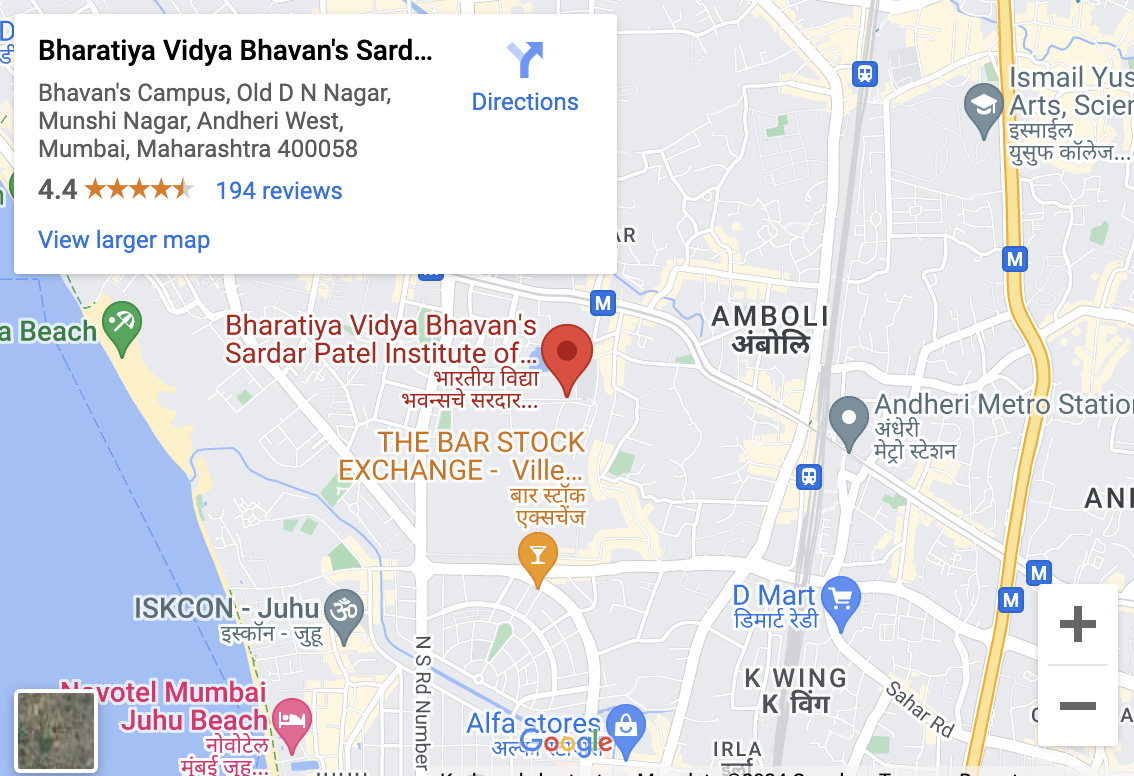 Bharatiya Vidya Bhavan's Sard...
Directions
Bhavan's Campus, Old D N Nagar,
Munshi Nagar, Andheri West,
Mumbai, Maharashtra 400058
4.4
194 reviews
View larger map
Ismail Yus
Arts, Scier
इस्माईल
युसुफ कॉलेज...
AR
M
M
a Beach
Bharatiya Vidya Bhavan's
Sardar Patel Institute of...
भारतीय विद्या
भवन्सचे सरदार...
AMBOLI
अंबोलि
Andheri Metro Station
अंधेरी
मेट्रो स्टेशन
THE BAR STOCK
EXCHANGE - Ville...
बार स्टॉक
एक्सचेंज
M
M
D Mart
डिमार्ट रेडी
ISKCON - Juhu
इस्कॉन - जुहू
N S Rd Number
K WING
K विंग
Sahar Rd
Novotel Mumbai
Juhu Beach
नोवोटेल
मुंबई जुहू...
Alfa stores
Google
IRLA